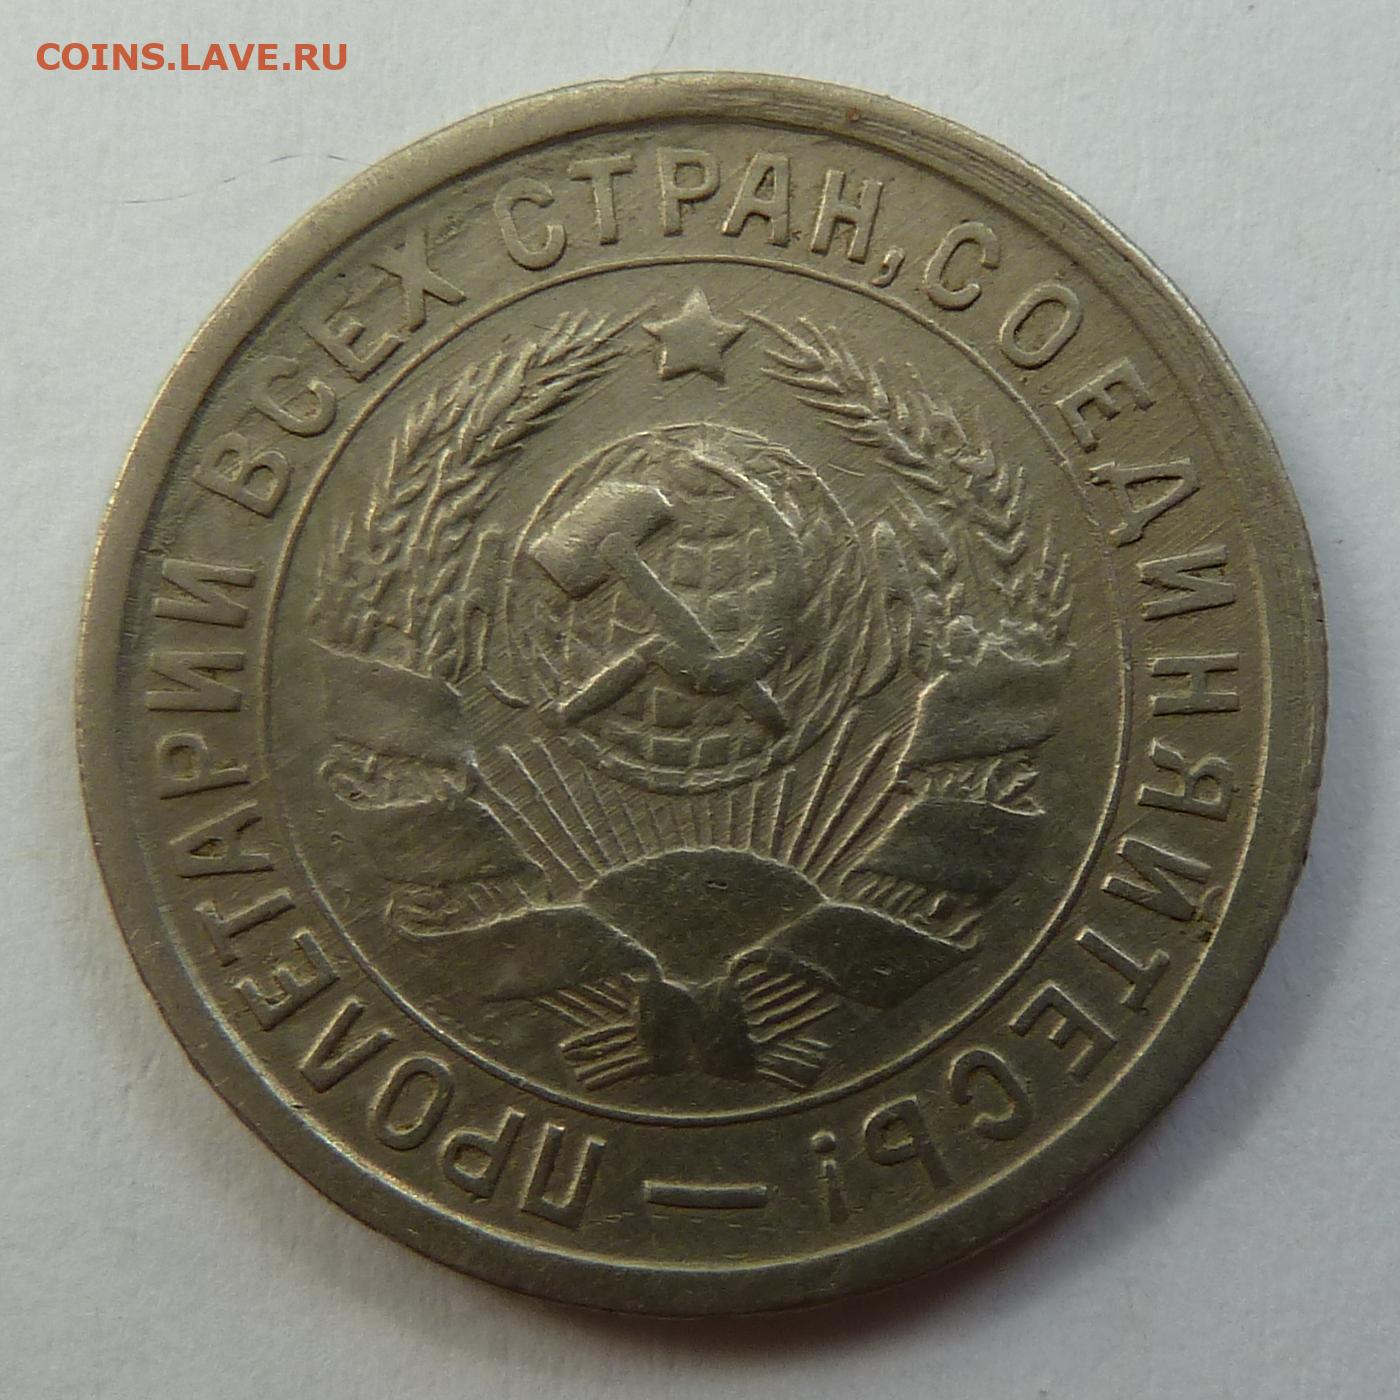 COINS.LAVE.RU
ПРОЛЕТАРИИ ВСЕХ СТРАН, СОЕДИНЯЙТЕСЬ! —